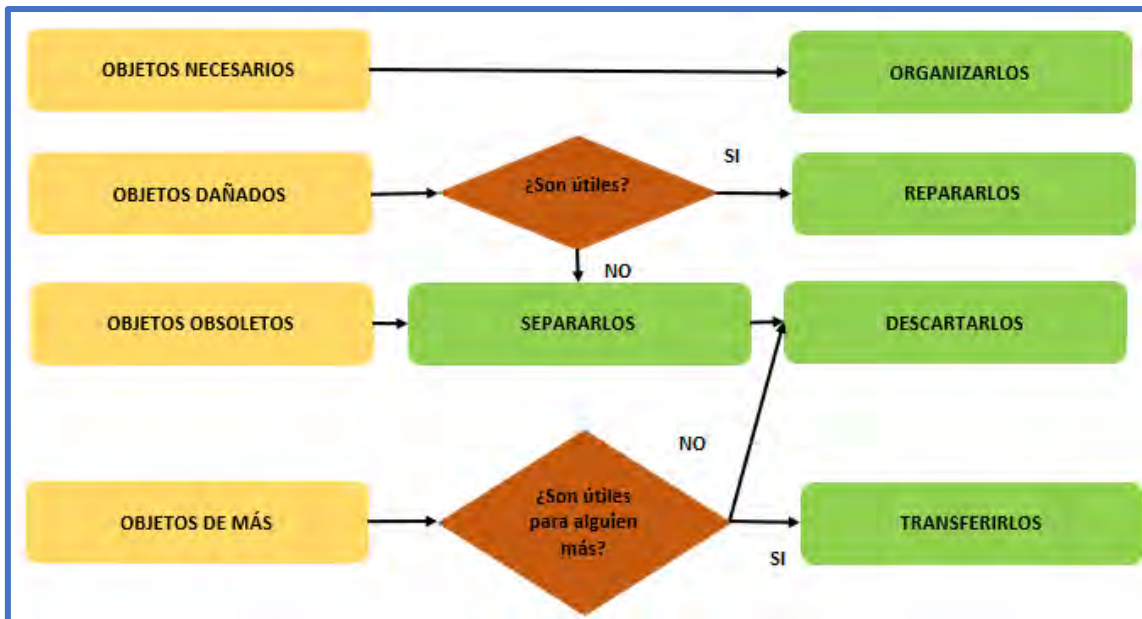 OBJETOS NECESARIOS
ORGANIZARLOS
OBJETOS DAÑADOS
¿Son útiles?
SI
REPARARLOS
NO
OBJETOS OBSOLETOS
SEPARARLOS
DESCARTARLOS
OBJETOS DE MÁS
¿Son útiles
para alguien
más?
NO
SI
TRANSFERIRLOS